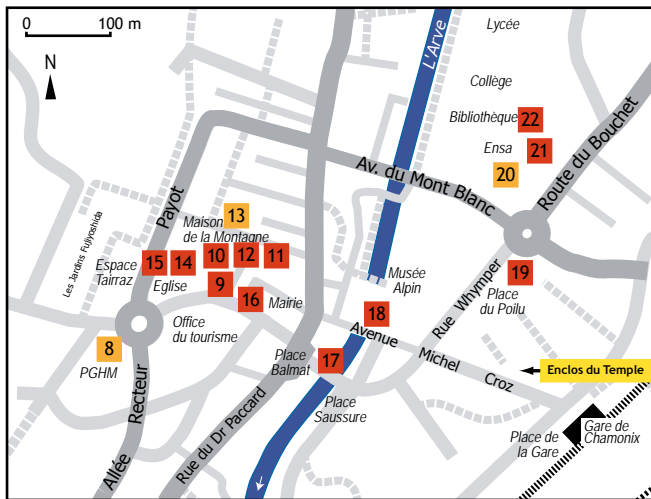 0
100 m
N
L'Arve
Lycée
Collège
Bibliothèque
22
Ensa
21
20
Route du Bouchet
Av. du Mont Blanc
Payot
Les Jardins Fujiyoshida
13
Maison
de la Montagne
Espace
Tairraz
15
14
10
12
11
Eglise
9
16
Mairie
Musée
Alpin
19
Place
du Poilu
Rue Whymper
18
Avenue
Michel
Croz
Office
du tourisme
8
PGHM
Recteur
Allée
Place
Balmat
17
Place
Saussure
Rue du Dr Paccard
Enclos du Temple
Place de
la Gare
Gare de
Chamonix